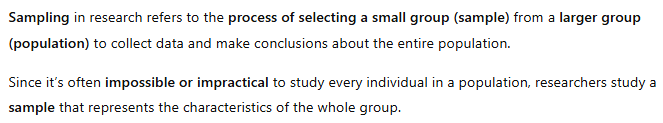 Sampling in research refers to the process of selecting a small group (sample) from a larger group
(population) to collect data and make conclusions about the entire population.
Since it’s often impossible or impractical to study every individual in a population, researchers study a
sample that represents the characteristics of the whole group.